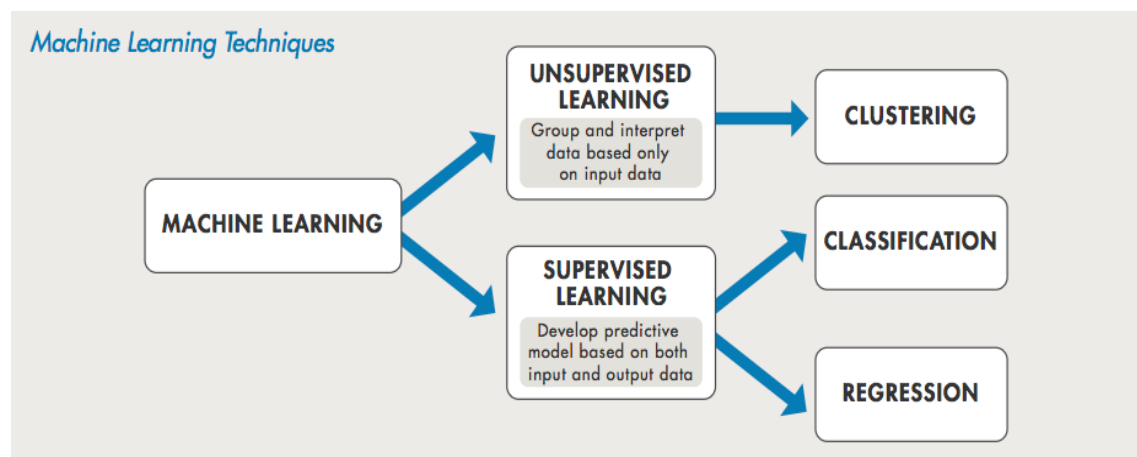 Machine Learning Techniques
UNSUPERVISED
LEARNING
Group and interpret
data based only
on input data
CLUSTERING
MACHINE LEARNING
SUPERVISED
LEARNING
Develop predictive
model based on both
input and output data
CLASSIFICATION
REGRESSION